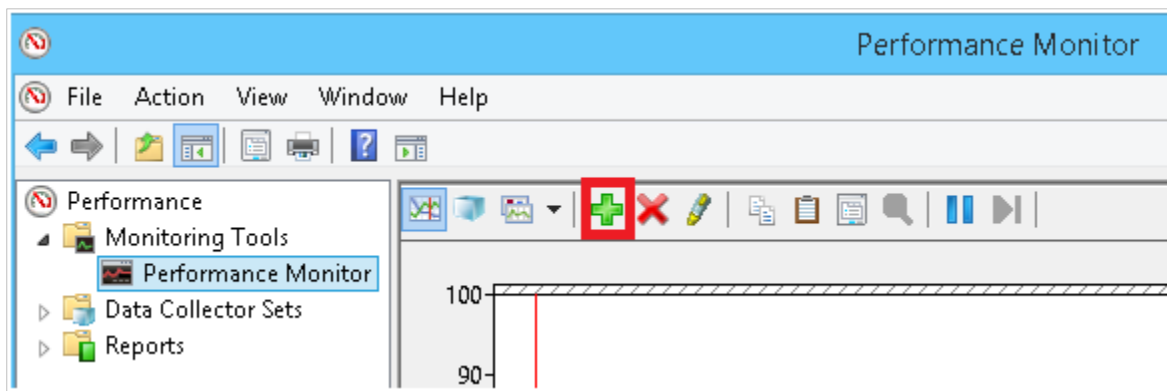 Performance Monitor
File Action View Window Help
?
Performance
Monitoring Tools
Performance Monitor
Data Collector Sets
Reports
100
90